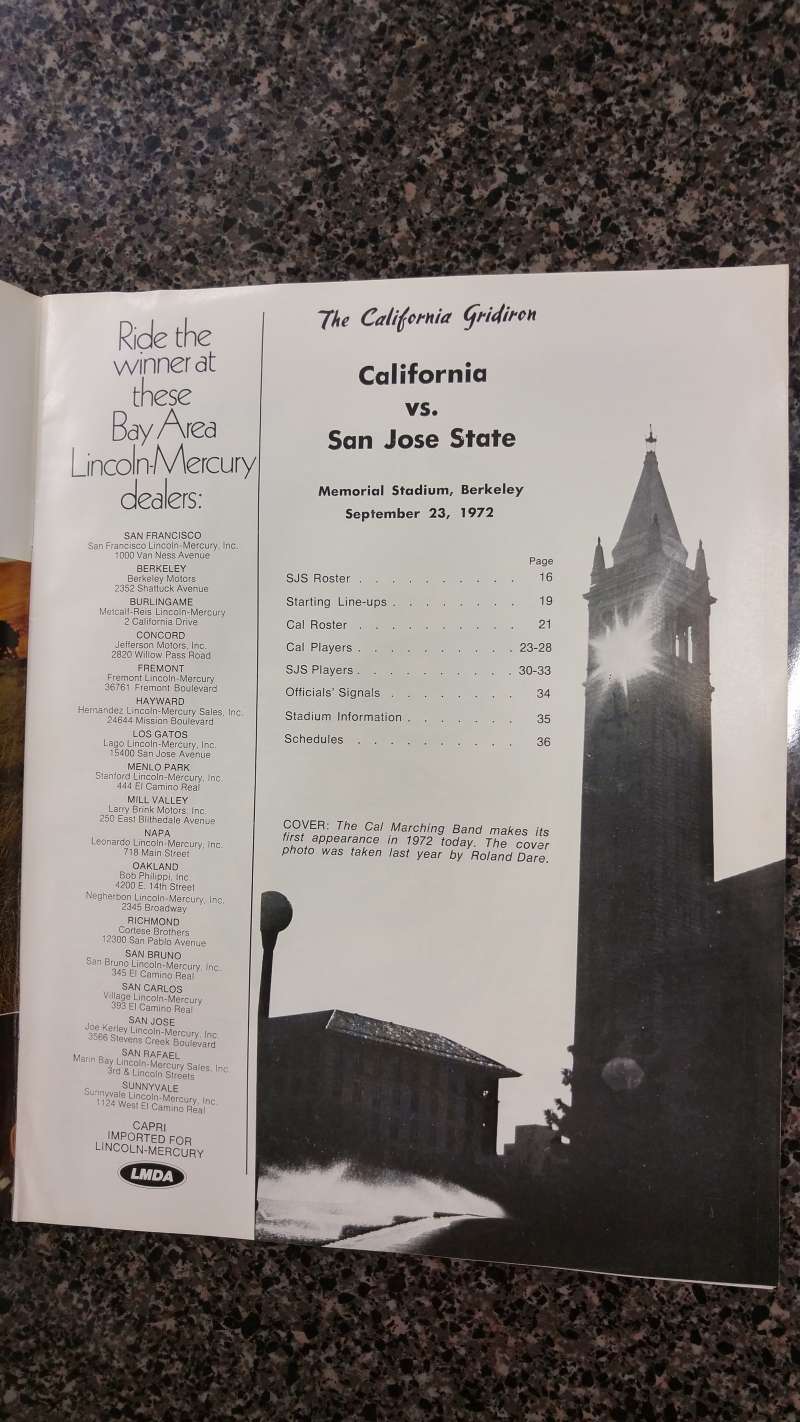 Ride the
winner at
these
Bay Area
Lincoln-Mercury
dealers:
SAN FRANCISCO
San Francisco Lincoln-Mercury, Inc.
1000 Van Ness Avenue
BERKELEY
Berkeley Motors
2352 Shattuck Avenue
BURLINGAME
Metcalf-Reis Lincoln-Mercury
2 California Drive
CONCORD
Jefferson Motors, Inc.
2820 Willow Pass Road
FREMONT
Fremont Lincoln-Mercury
36761 Fremont Boulevard
HAYWARD
Hernandez Lincoln-Mercury Sales, Inc.
24644 Mission Boulevard
LOS GATOS
Lago Lincoln-Mercury, Inc.
15400 San Jose Avenue
MENLO PARK
Stanford Lincoln-Mercury, Inc.
444 El Camino Real
MILL VALLEY
Larry Brink Motors, Inc.
250 East Blithedale Avenue
NAPA
Leonardo Lincoln-Mercury, Inc.
718 Main Street
OAKLAND
Bob Philippi, Inc.
4200 E. 14th Street
Negherbon Lincoln-Mercury, Inc.
2345 Broadway
RICHMOND
Cortese Brothers
12300 San Pablo Avenue
SAN BRUNO
San Bruno Lincoln-Mercury, Inc.
345 El Camino Real
SAN CARLOS
Village Lincoln-Mercury
393 El Camino Real
SAN JOSE
Joe Kerley Lincoln-Mercury, Inc.
3566 Stevens Creek Boulevard
SAN RAFAEL
Marin Bay Lincoln-Mercury Sales, Inc.
3rd & Lincoln Streets
SUNNYVALE
Sunnyvale Lincoln-Mercury, Inc.
1124 West El Camino Real
CAPRI
IMPORTED FOR
LINCOLN-MERCURY
LMDA
The California Gridiron
California
vs.
San Jose State
Memorial Stadium, Berkeley
September 23, 1972
Page
SJS Roster . . . . . . . . . . 16
Starting Line-ups . . . . . . . 19
Cal Roster . . . . . . . . . . 21
Cal Players . . . . . . . . . . 23-28
SJS Players . . . . . . . . . . 30-33
Officials' Signals . . . . . . . 34
Stadium Information . . . . . . 35
Schedules . . . . . . . . . . 36
COVER: The Cal Marching Band makes its
first appearance in 1972 today. The cover
photo was taken last year by Roland Dare.